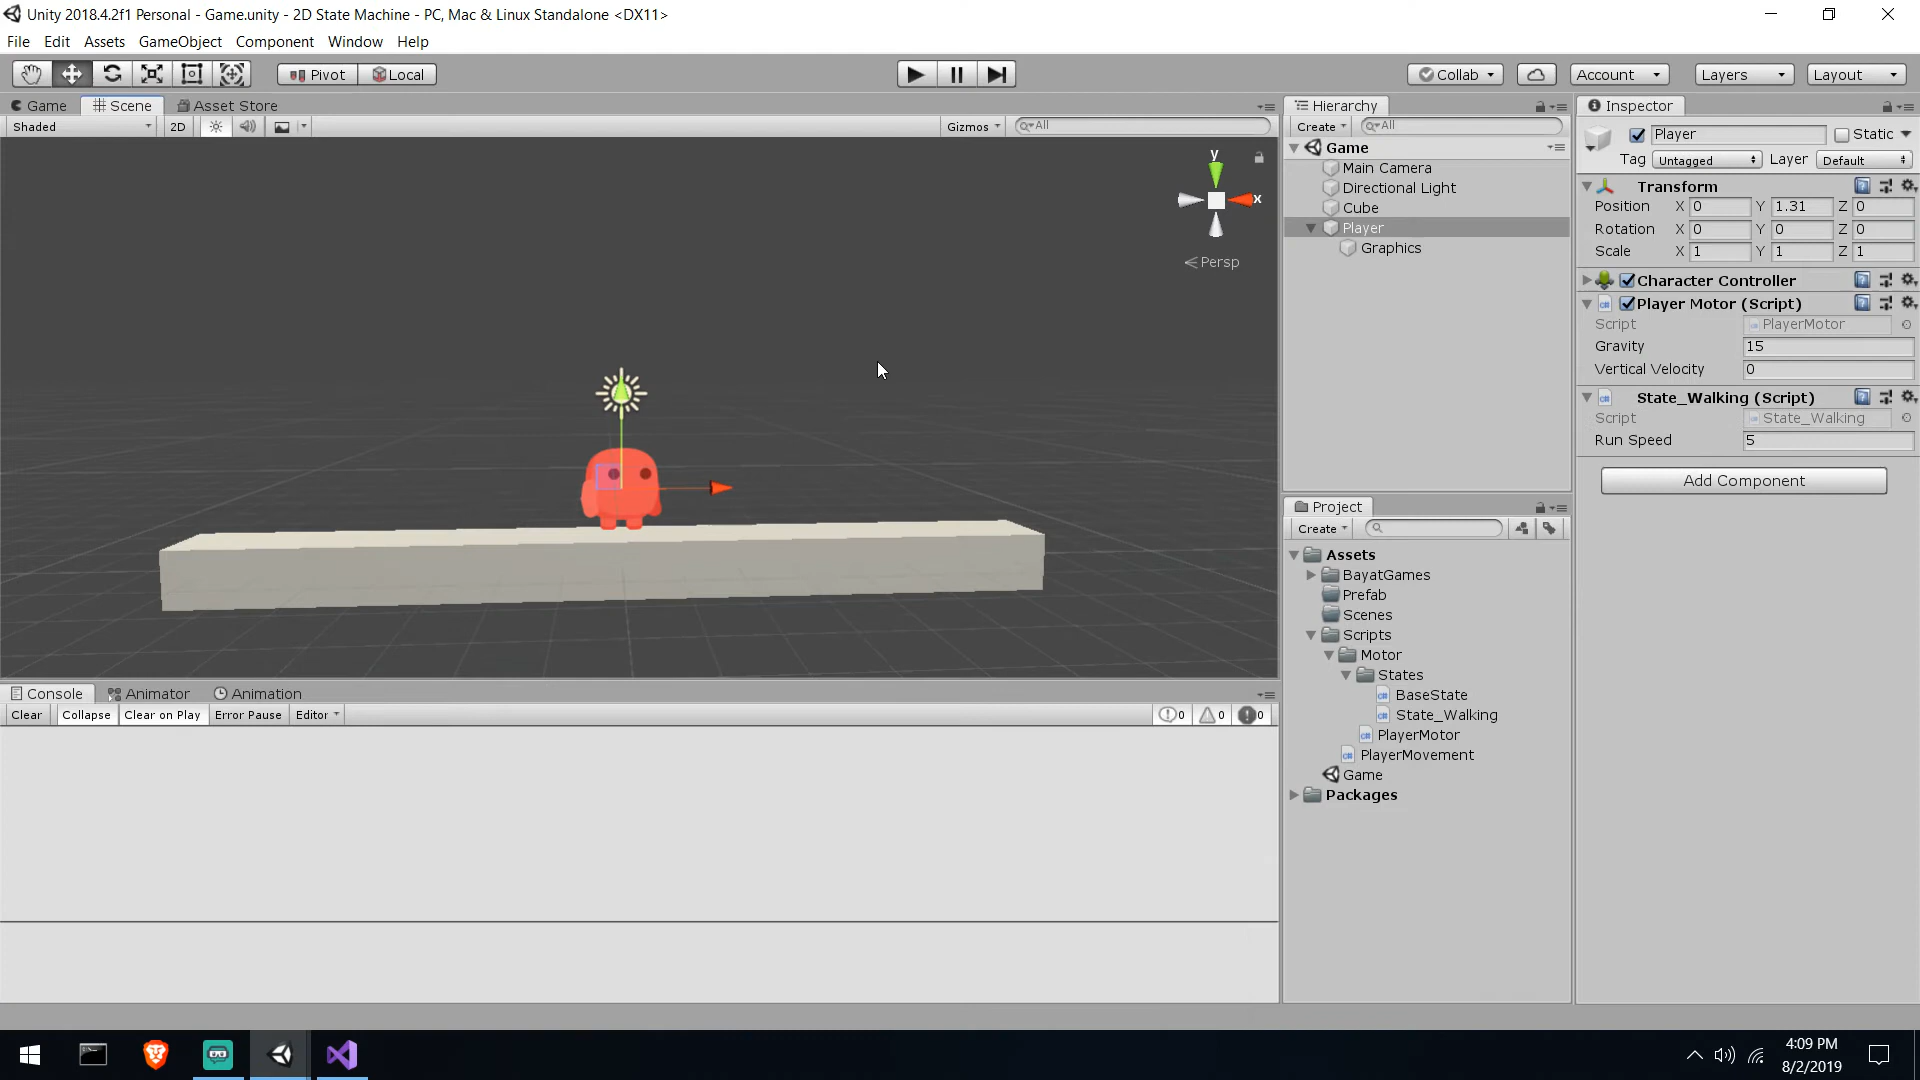 Unity 2018.4.2f1 Personal - Game.unity - 2D State Machine - PC, Mac & Linux Standalone <DX11>
File Edit Assets GameObject Component Window Help
Pivot Local Collab Account Layers Layout
Game Scene Asset Store
Shaded 2D Gizmos All
y
x
Persp
Console Animator Animation
Clear Collapse Clear on Play Error Pause Editor 0 0 0
Hierarchy
Create All
Game
Main Camera
Directional Light
Cube
Player
Graphics
Project
Create
Assets
BayatGames
Prefab
Scenes
Scripts
Motor
States
BaseState
State_Walking
PlayerMotor
PlayerMovement
Game
Packages
Inspector
Player Static
Tag Untagged Layer Default
Transform
Position X 0 Y 1.31 Z 0
Rotation X 0 Y 0 Z 0
Scale X 1 Y 1 Z 1
Character Controller
Player Motor (Script)
Script PlayerMotor
Gravity 15
Vertical Velocity 0
State_Walking (Script)
Script State_Walking
Run Speed 5
Add Component
4:09 PM
8/2/2019